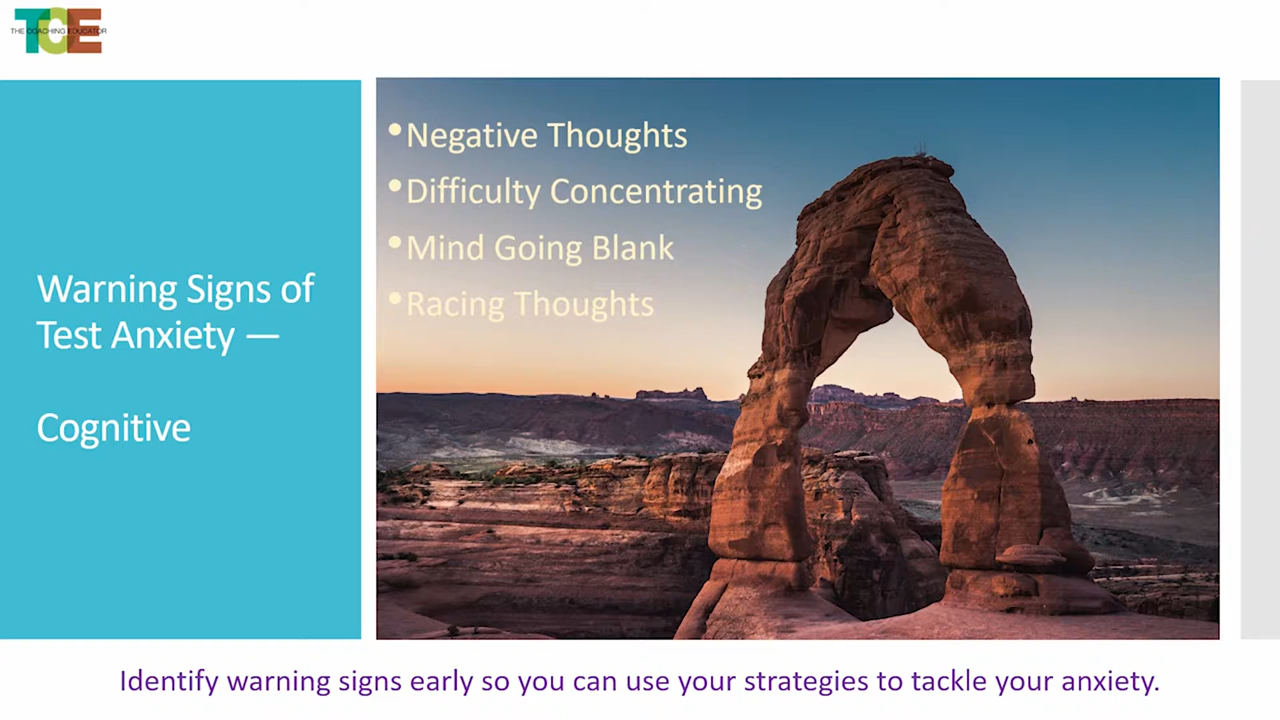 TCE
THE COACHING EDUCATOR
Warning Signs of
Test Anxiety —
Cognitive
•Negative Thoughts
•Difficulty Concentrating
•Mind Going Blank
•Racing Thoughts
Identify warning signs early so you can use your strategies to tackle your anxiety.